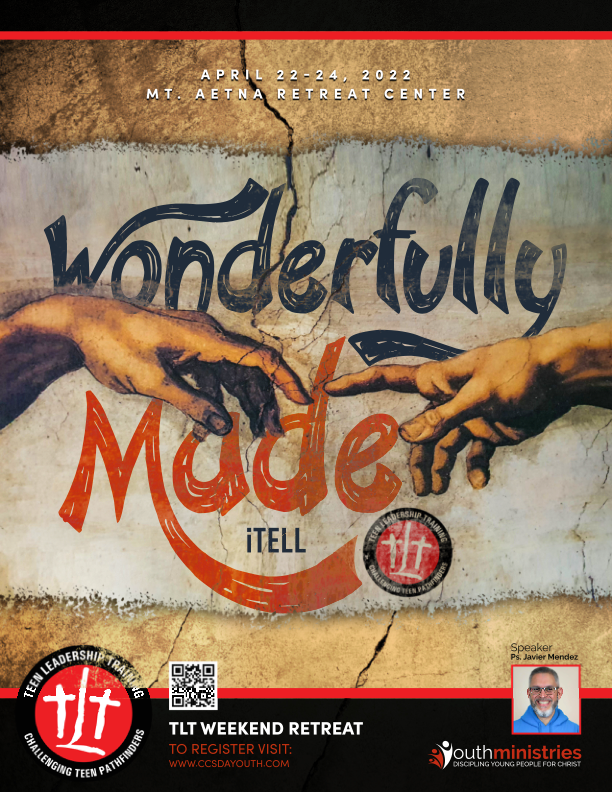 APRIL 22-24, 2022
MT. AETNA RETREAT CENTER
Wonderfully
Made
iTELL
TEEN LEADERSHIP TRAINING
TLT
CHALLENGING TEEN PATHFINDERS
Speaker
Ps. Javier Mendez
TEEN LEADERSHIP TRAINING
TLT
CHALLENGING TEEN PATHFINDERS
TLT WEEKEND RETREAT
TO REGISTER VISIT:
WWW.CCSDAYOUTH.COM
Youthministries
DISCIPLING YOUNG PEOPLE FOR CHRIST